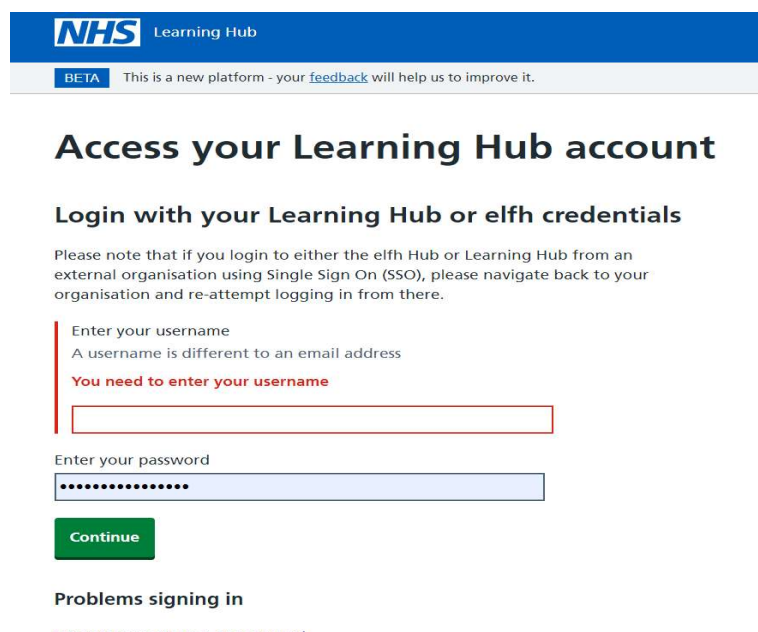 NHS Learning Hub
BETA This is a new platform - your feedback will help us to improve it.
Access your Learning Hub account
Login with your Learning Hub or elfh credentials
Please note that if you login to either the elfh Hub or Learning Hub from an
external organisation using Single Sign On (SSO), please navigate back to your
organisation and re-attempt logging in from there.
Enter your username
A username is different to an email address
You need to enter your username
Enter your password
••••••••••••••••
Continue
Problems signing in